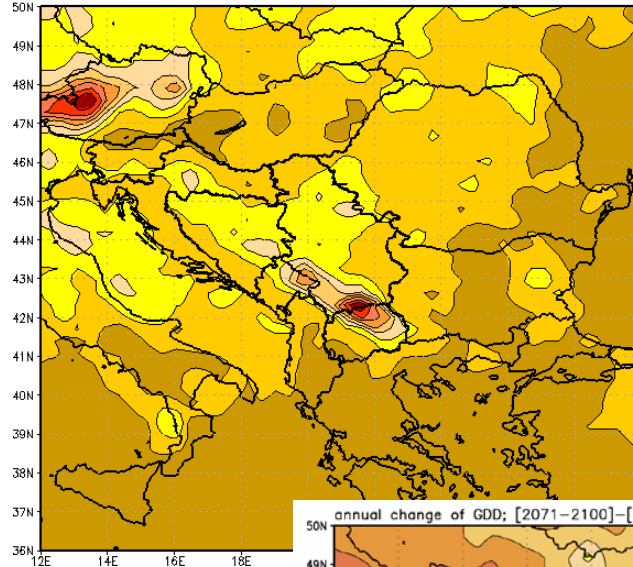 50N
49N
48N
47N
46N
45N
44N
43N
42N
41N
40N
39N
38N
37N
36N
12E 14E 16E 18E
annual change of GDD; [2071-2100]-[
50N
49N